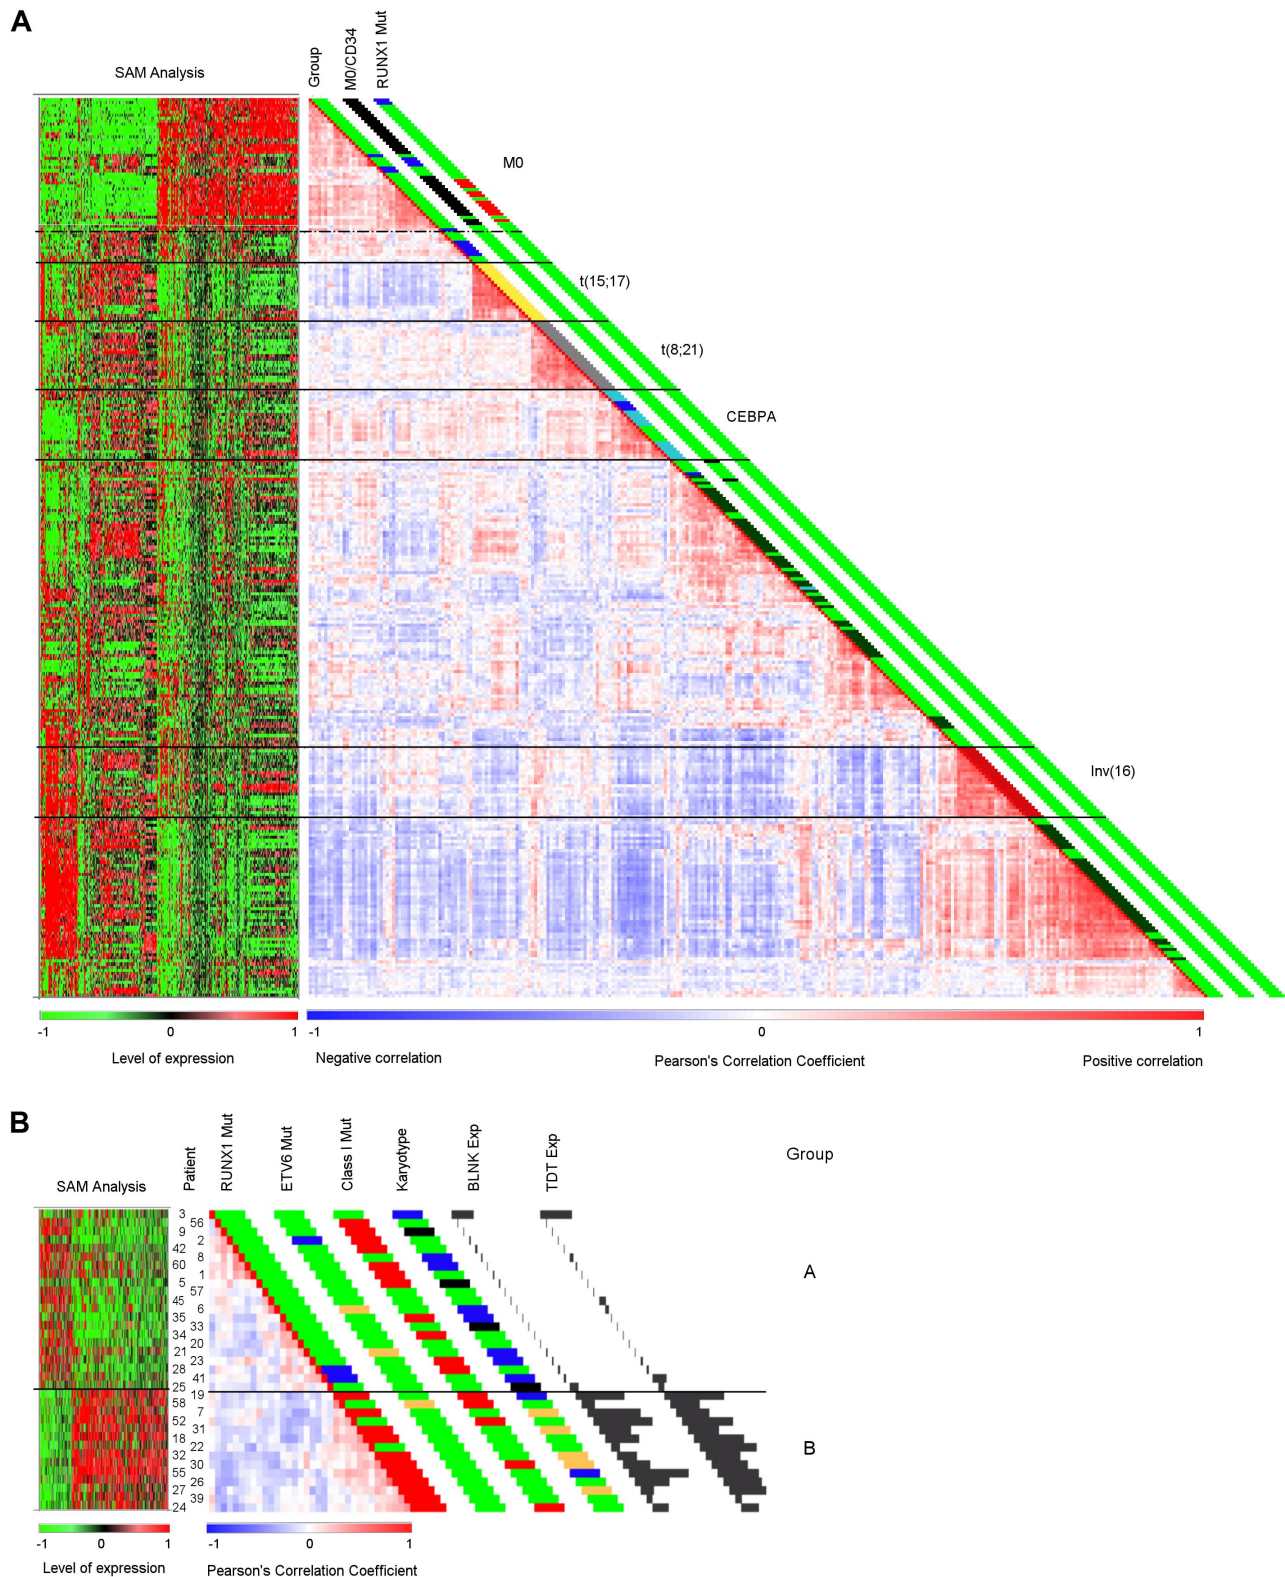 A
SAM Analysis
Group
M0/CD34
RUNX1 Mut
M0
t(15;17)
t(8;21)
CEBPA
Inv(16)
-1 0 1
Level of expression
-1 0 1
Negative correlation Pearson's Correlation Coefficient Positive correlation
B
SAM Analysis
Patient
RUNX1 Mut
ETV6 Mut
Class I Mut
Karyotype
BLNK Exp
TDT Exp
Group
3
56
9
2
42
8
60
1
5
57
45
6
35
33
34
20
21
23
28
41
25
19
58
7
52
31
18
22
32
30
55
26
27
39
24
A
B
-1 0 1
Level of expression
-1 0 1
Pearson's Correlation Coefficient